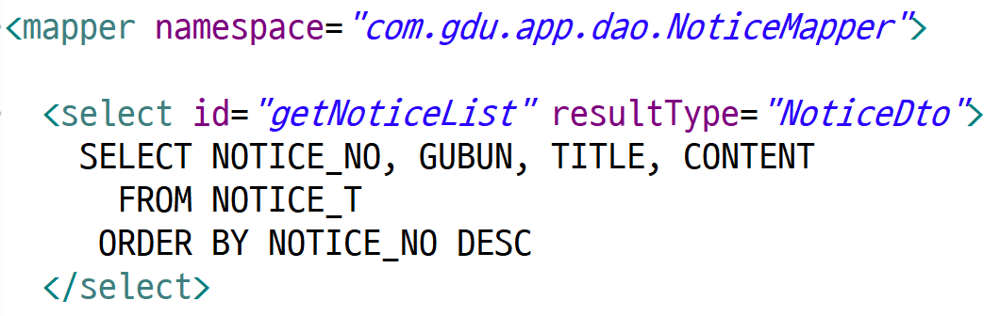 <mapper namespace="com.gdu.app.dao.NoticeMapper">
<select id="getNoticeList" resultType="NoticeDto">
SELECT NOTICE_NO, GUBUN, TITLE, CONTENT
FROM NOTICE_T
ORDER BY NOTICE_NO DESC
</select>